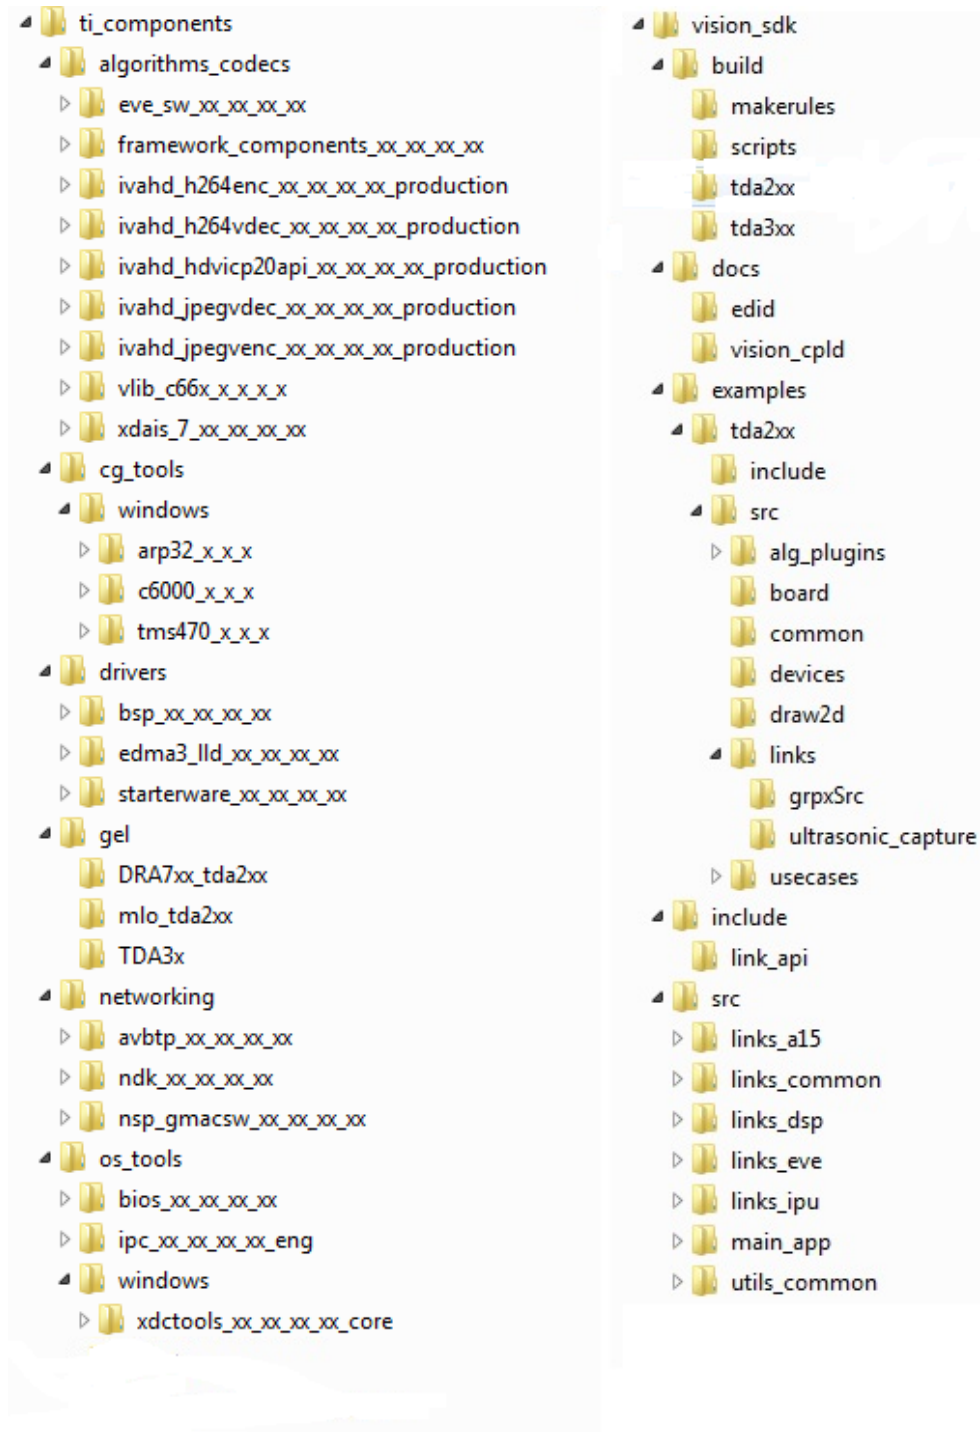 ti_components
algorithms_codecs
eve_sw_xx_xx_xx_xx
framework_components_xx_xx_xx_xx
ivahd_h264enc_xx_xx_xx_xx_production
ivahd_h264vdec_xx_xx_xx_xx_production
ivahd_hdvicp20api_xx_xx_xx_xx_production
ivahd_jpegvdec_xx_xx_xx_xx_production
ivahd_jpegvenc_xx_xx_xx_xx_production
vlib_c66x_x_x_x_x
xdais_7_xx_xx_xx_xx
cg_tools
windows
arp32_x_x_x
c6000_x_x_x
tms470_x_x_x
drivers
bsp_xx_xx_xx_xx
edma3_lld_xx_xx_xx_xx
starterware_xx_xx_xx_xx
gel
DRA7xx_tda2xx
mlo_tda2xx
TDA3x
networking
avbtp_xx_xx_xx_xx
ndk_xx_xx_xx_xx
nsp_gmacsw_xx_xx_xx_xx
os_tools
bios_xx_xx_xx_xx
ipc_xx_xx_xx_xx_eng
windows
xdctools_xx_xx_xx_xx_core
vision_sdk
build
makerules
scripts
tda2xx
tda3xx
docs
edid
vision_cpld
examples
tda2xx
include
src
alg_plugins
board
common
devices
draw2d
links
grpxSrc
ultrasonic_capture
usecases
include
link_api
src
links_a15
links_common
links_dsp
links_eve
links_ipu
main_app
utils_common